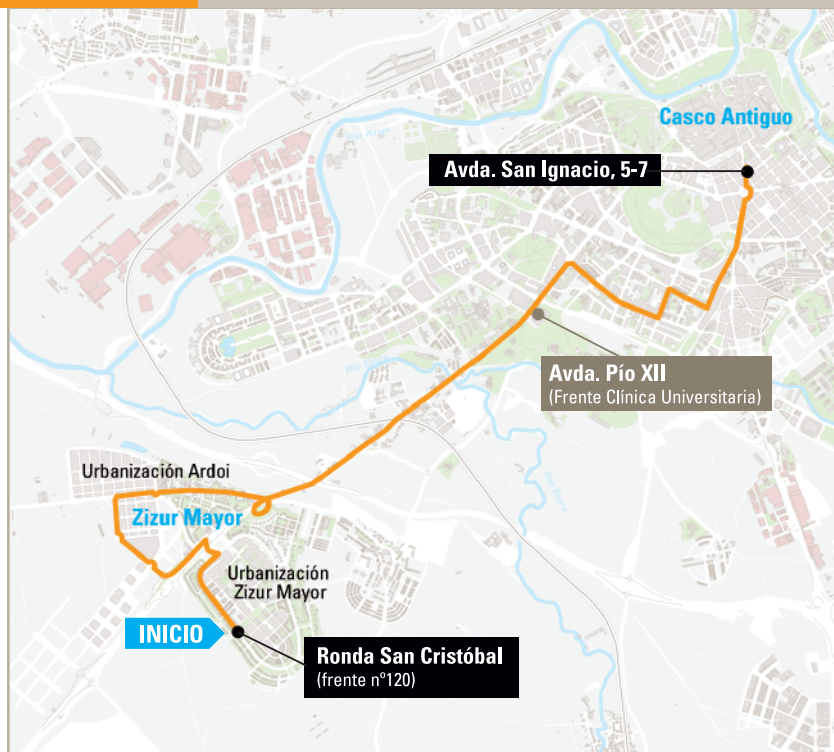 Casco Antiguo
Avda. San Ignacio, 5-7
Avda. Pío XII
(Frente Clínica Universitaria)
Urbanización Ardoi
Zizur Mayor
Urbanización
Zizur Mayor
INICIO
Ronda San Cristóbal
(frente nº120)